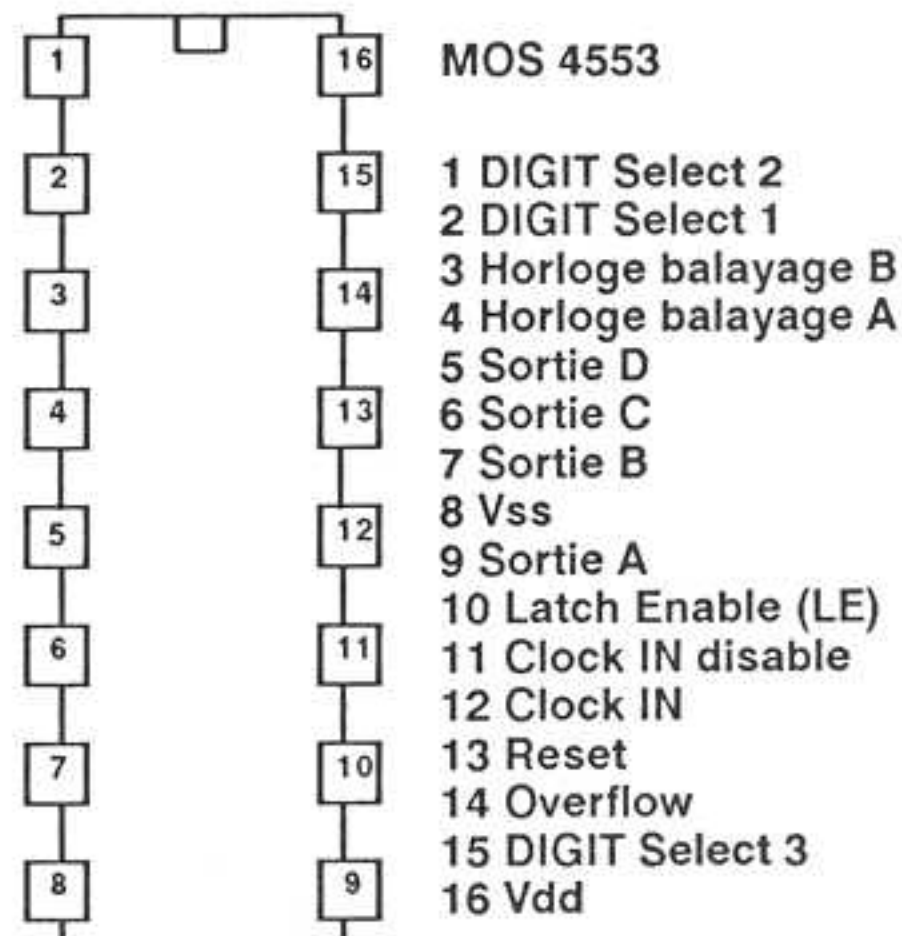 MOS 4553
1 16
2 15
3 14
4 13
5 12
6 11
7 10
8 9
1 DIGIT Select 2
2 DIGIT Select 1
3 Horloge balayage B
4 Horloge balayage A
5 Sortie D
6 Sortie C
7 Sortie B
8 Vss
9 Sortie A
10 Latch Enable (LE)
11 Clock IN disable
12 Clock IN
13 Reset
14 Overflow
15 DIGIT Select 3
16 Vdd